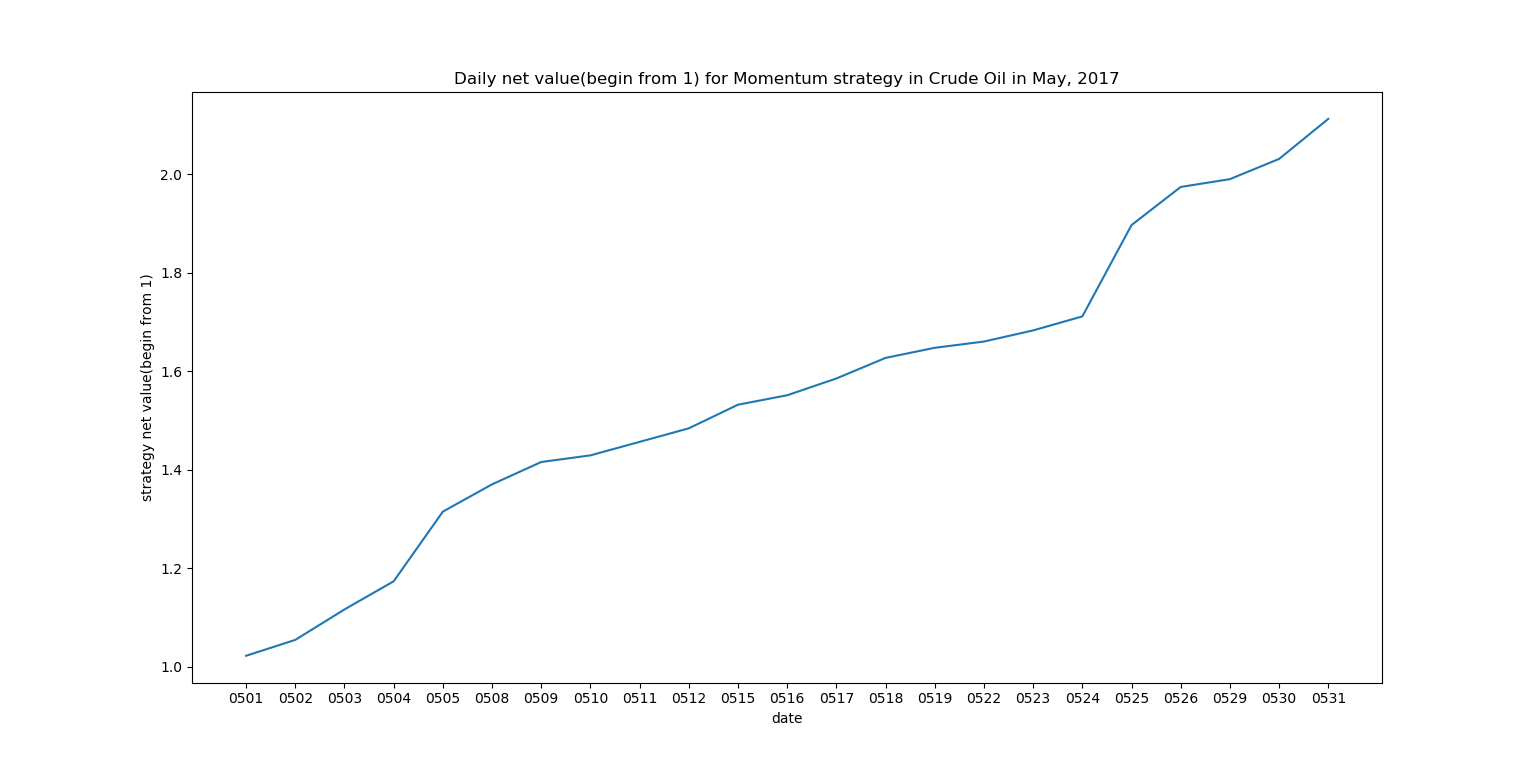 Daily net value(begin from 1) for Momentum strategy in Crude Oil in May, 2017
strategy net value(begin from 1)
2.0
1.8
1.6
1.4
1.2
1.0
0501 0502 0503 0504 0505 0508 0509 0510 0511 0512 0515 0516 0517 0518 0519 0522 0523 0524 0525 0526 0529 0530 0531
date